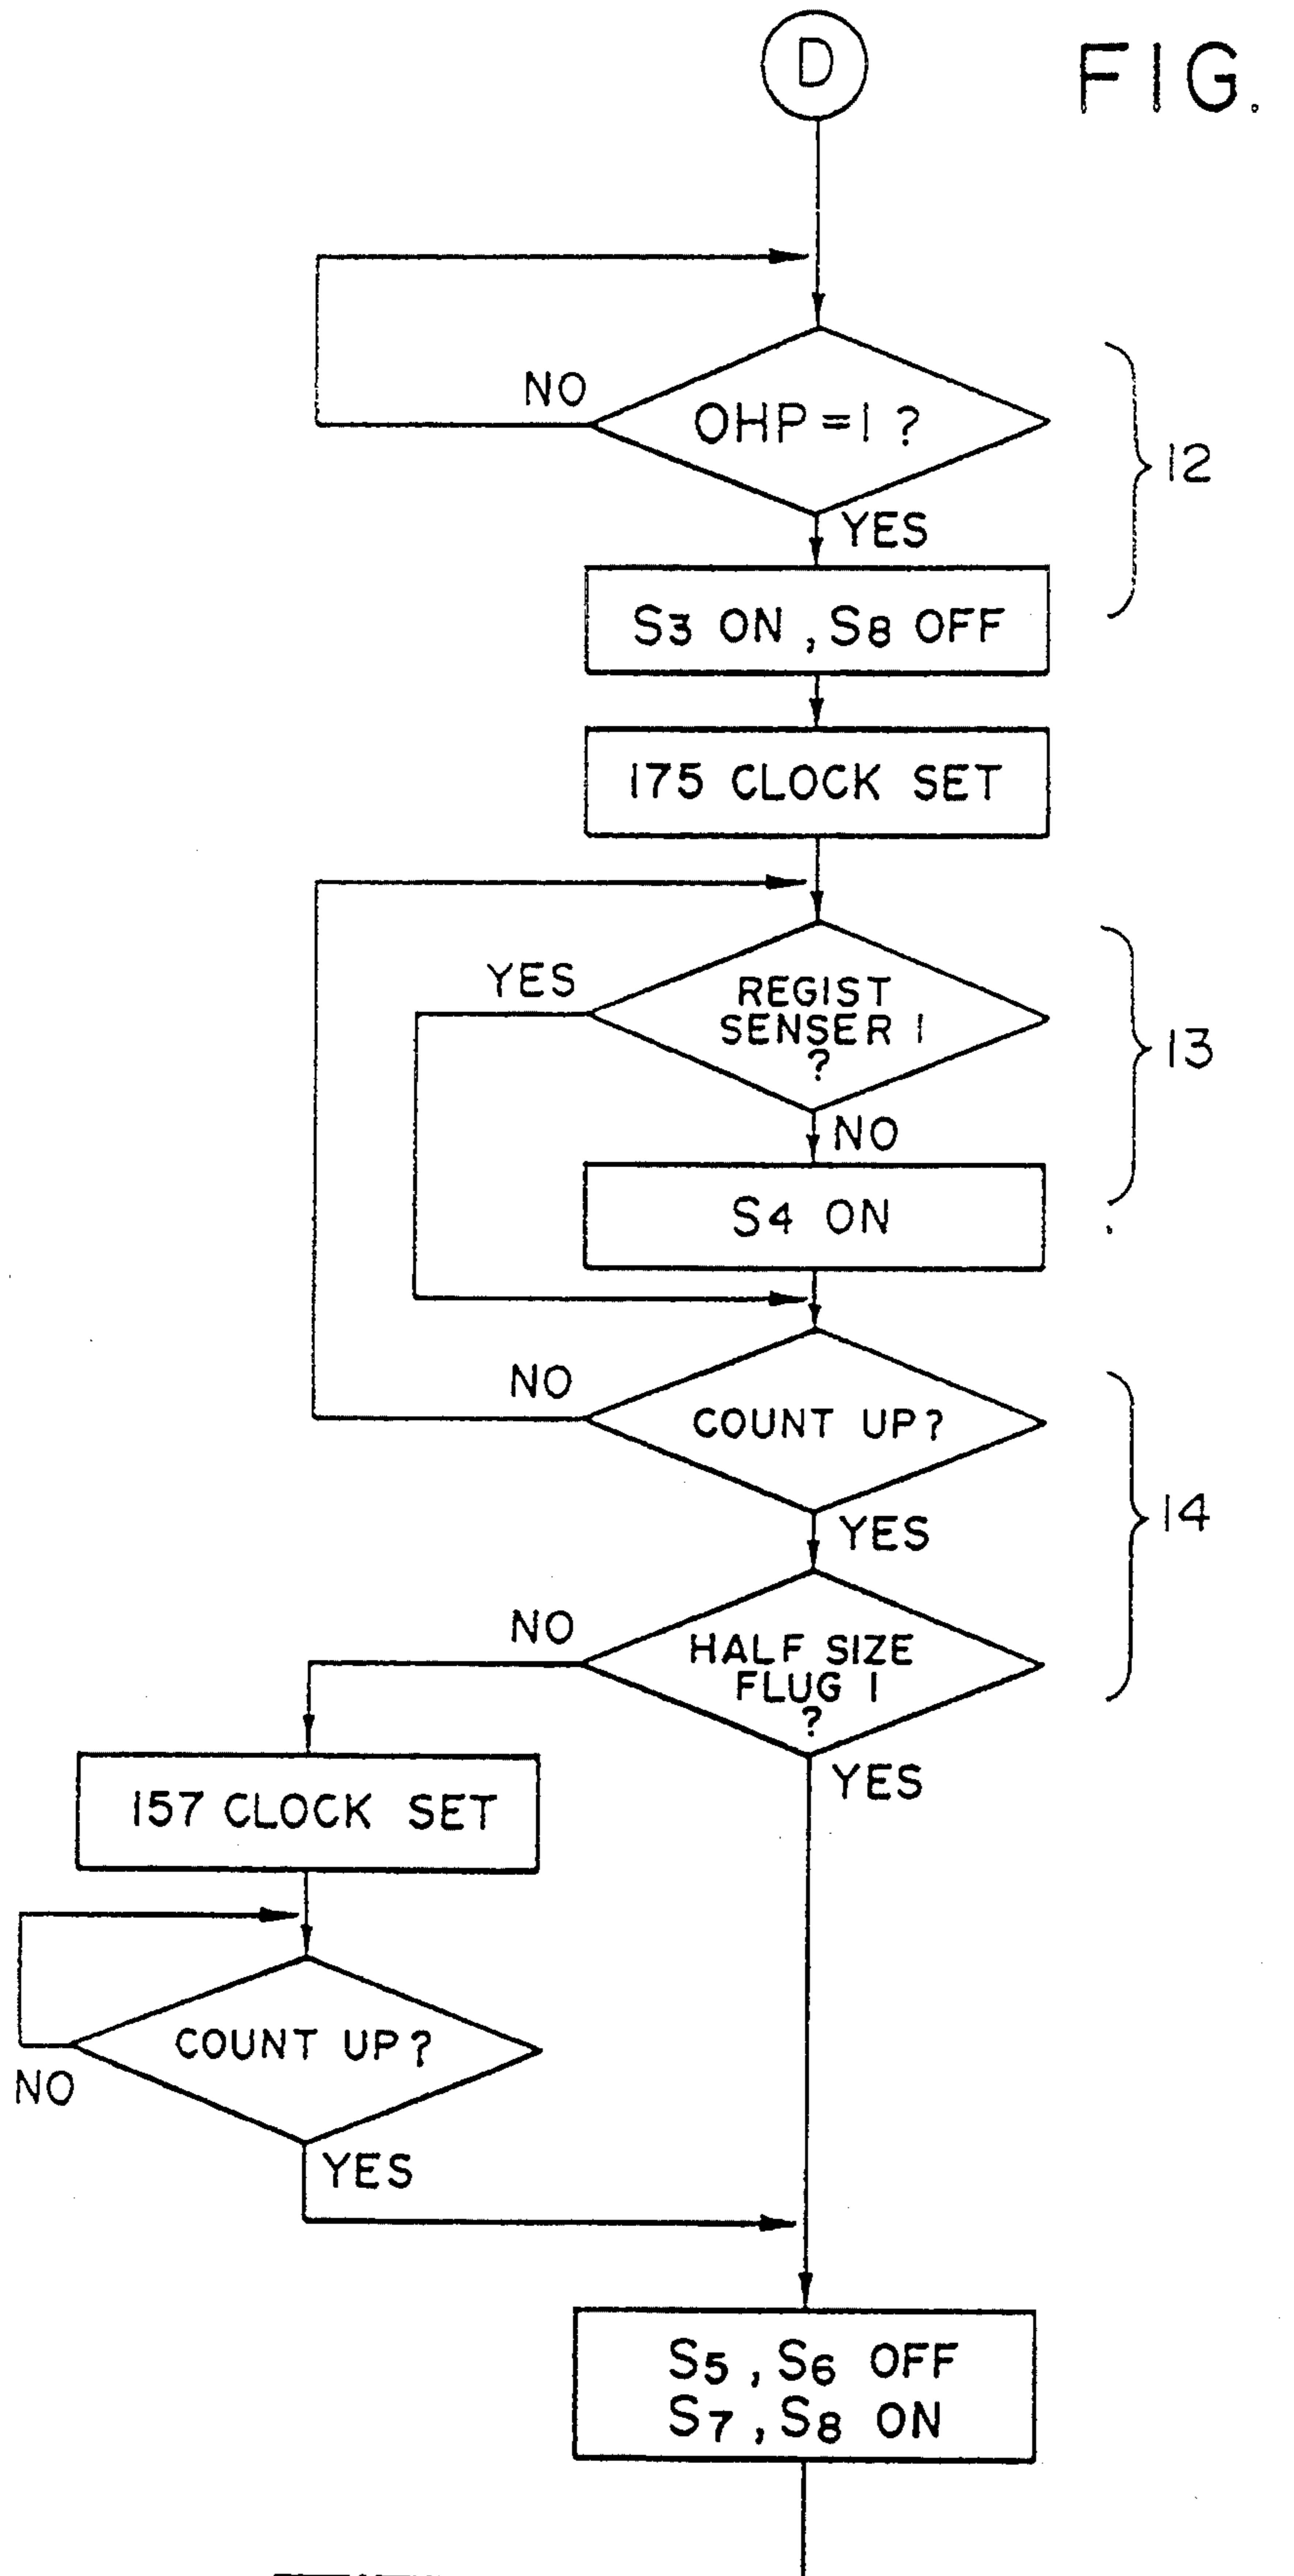 D
FIG.
NO
OHP=1 ?
12
YES
S3 ON , S8 OFF
175 CLOCK SET
YES
REGIST
SENSER 1
?
13
NO
S4 ON
NO
COUNT UP?
14
YES
NO
HALF SIZE
FLUG 1
?
YES
157 CLOCK SET
COUNT UP?
NO
YES
S5 , S6 OFF
S7 , S8 ON